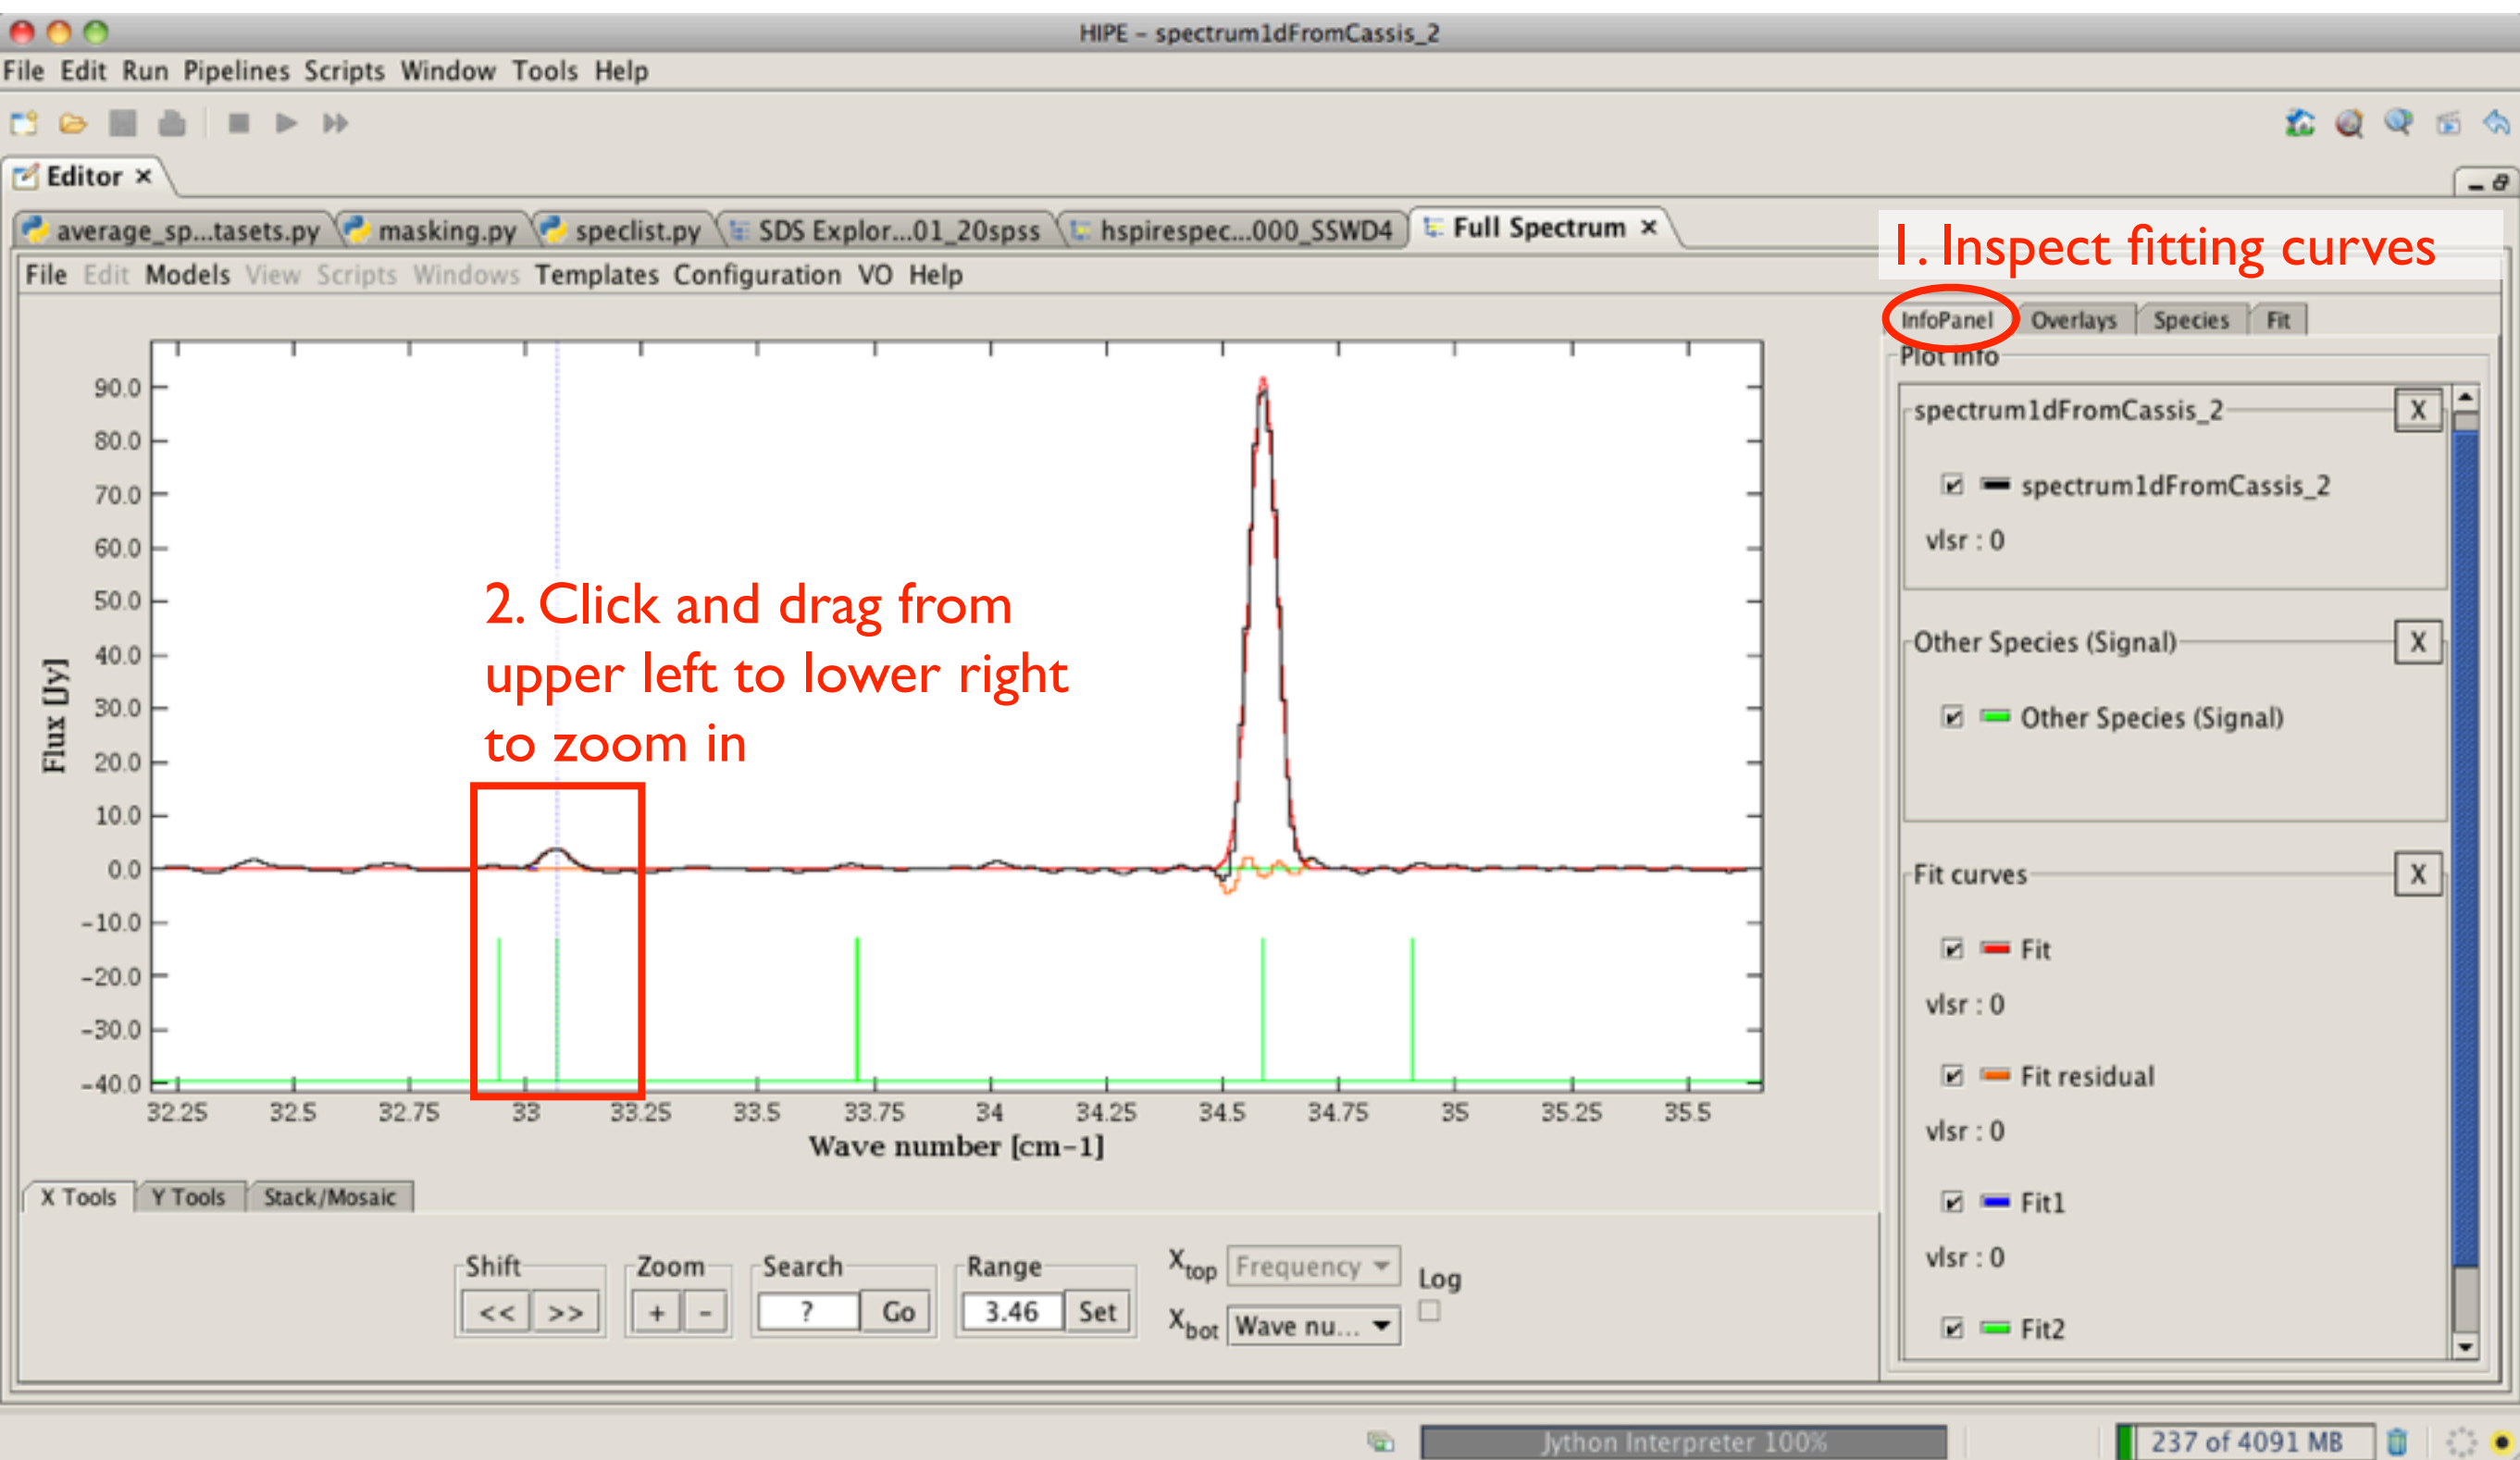 HIPE - spectrum1dFromCassis_2
File Edit Run Pipelines Scripts Window Tools Help
Editor ×
average_sp...tasets.py masking.py speclist.py SDS Explor...01_20spss hspirespec...000_SSWD4 Full Spectrum ×
1. Inspect fitting curves
File Edit Models View Scripts Windows Templates Configuration VO Help
InfoPanel Overlays Species Fit
Plot Info
spectrum1dFromCassis_2 X
spectrum1dFromCassis_2
vlsr : 0
Other Species (Signal) X
Other Species (Signal)
Fit curves X
Fit
vlsr : 0
Fit residual
vlsr : 0
Fit1
vlsr : 0
Fit2
2. Click and drag from
upper left to lower right
to zoom in
Flux [Jy]
90.0
80.0
70.0
60.0
50.0
40.0
30.0
20.0
10.0
0.0
-10.0
-20.0
-30.0
-40.0
32.25 32.5 32.75 33 33.25 33.5 33.75 34 34.25 34.5 34.75 35 35.25 35.5
Wave number [cm-1]
X Tools Y Tools Stack/Mosaic
Shift Zoom Search Range
<< >> + - ? Go 3.46 Set
Xtop Frequency
Xbot Wave nu...
Log
Jython Interpreter 100%
237 of 4091 MB